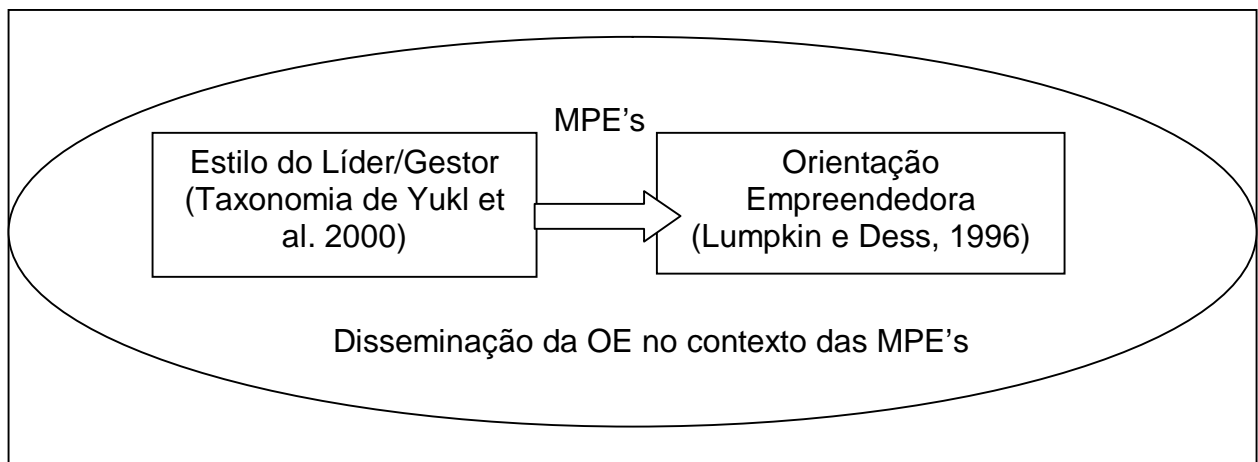 MPE's
Estilo do Líder/Gestor
(Taxonomia de Yukl et
al. 2000)
Orientação
Empreendedora
(Lumpkin e Dess, 1996)
Disseminação da OE no contexto das MPE's